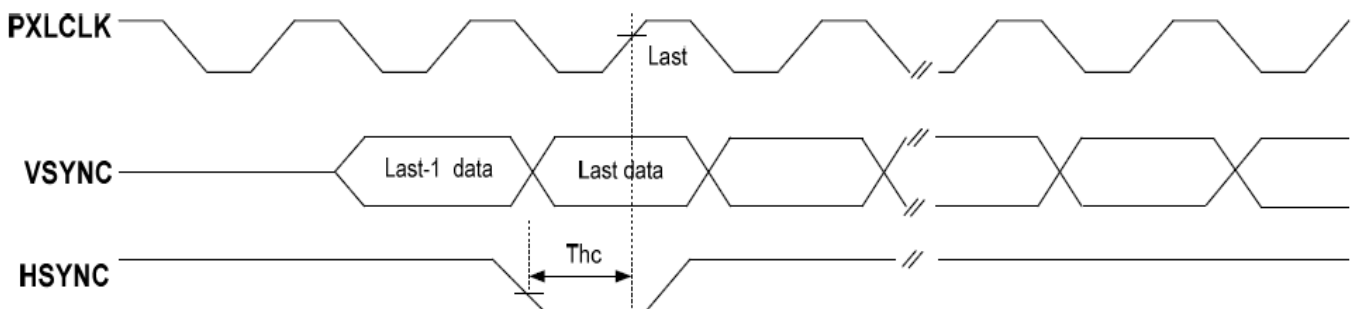 PXLCLK
Last
VSYNC
Last-1 data
Last data
HSYNC
Thc